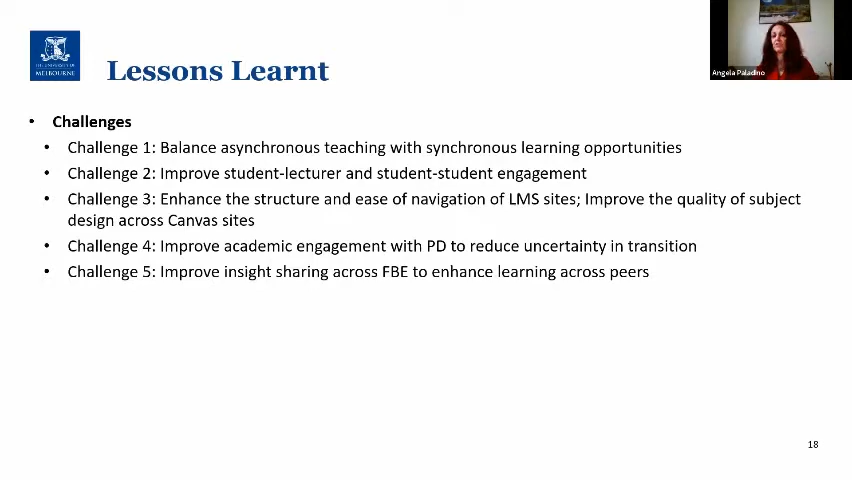 THE UNIVERSITY OF
MELBOURNE
Lessons Learnt
Angela Paladino
• Challenges
• Challenge 1: Balance asynchronous teaching with synchronous learning opportunities
• Challenge 2: Improve student-lecturer and student-student engagement
• Challenge 3: Enhance the structure and ease of navigation of LMS sites; Improve the quality of subject
design across Canvas sites
• Challenge 4: Improve academic engagement with PD to reduce uncertainty in transition
• Challenge 5: Improve insight sharing across FBE to enhance learning across peers
18